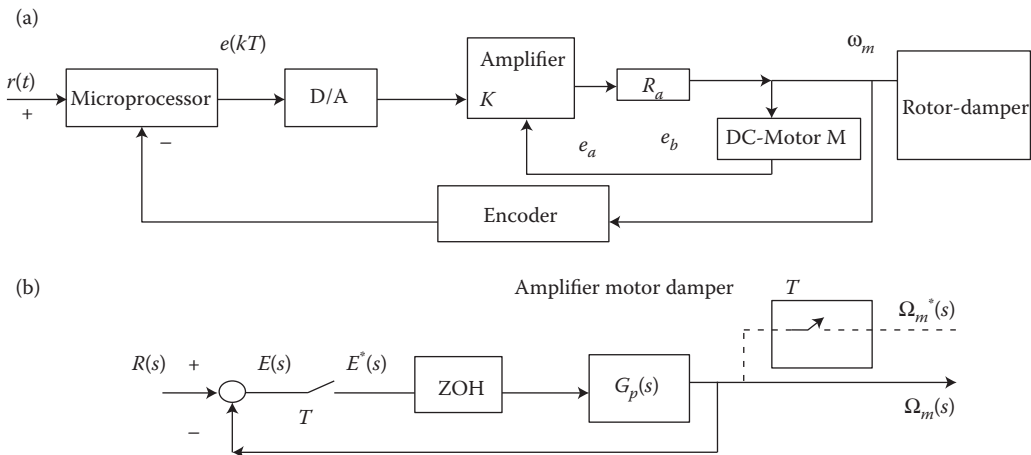 (a)
e(kT)
ω_m
r(t)
+
Microprocessor
D/A
Amplifier
K
R_a
Rotor-damper
−
e_a
e_b
DC-Motor M
Encoder
(b)
Amplifier motor damper
T
Ω_m*(s)
R(s)
+
E(s)
E*(s)
ZOH
G_p(s)
T
−
Ω_m(s)